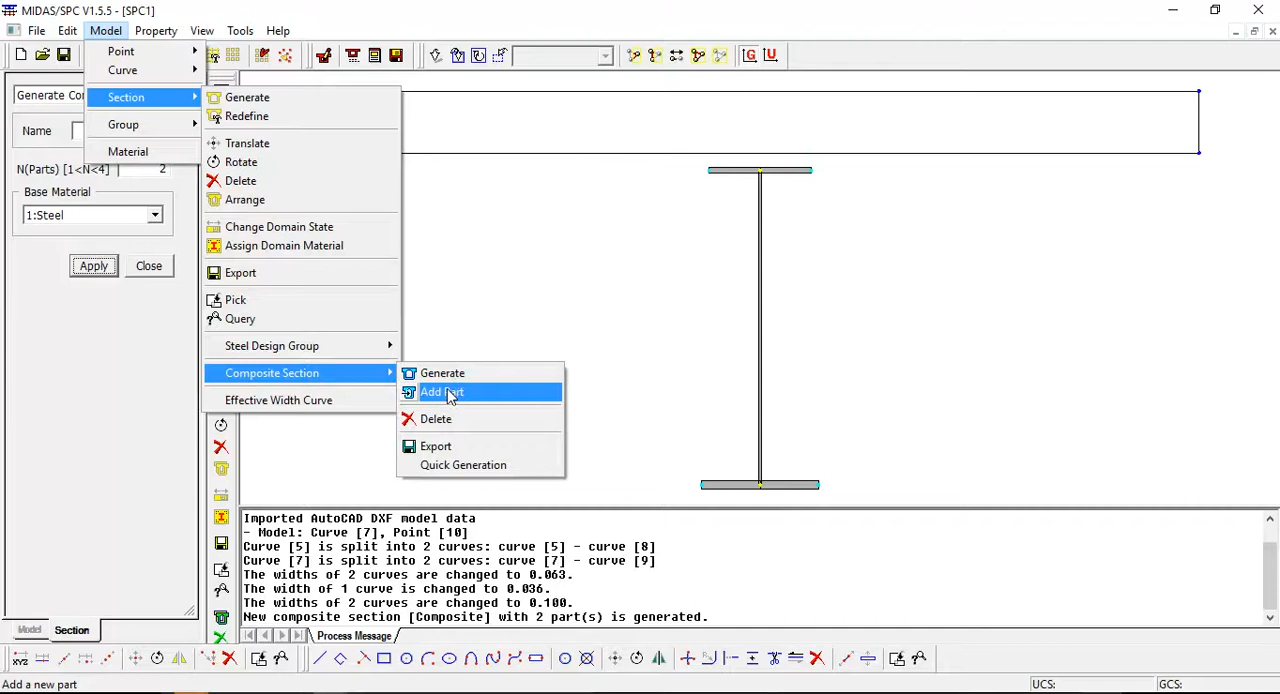 MIDAS/SPC V1.5.5 - [SPC1]
File Edit Model Property View Tools Help
Point
Curve
Section
Group
Material
Generate
Redefine
Translate
Rotate
Delete
Arrange
Change Domain State
Assign Domain Material
Export
Pick
Query
Steel Design Group
Composite Section
Effective Width Curve
Generate
Add Part
Delete
Export
Quick Generation
Name
N(Parts) [1<N<4] 2
Base Material
1:Steel
Apply Close
Imported AutoCAD DXF model data
- Model: Curve [7], Point [10]
Curve [5] is split into 2 curves: curve [5] - curve [8]
Curve [7] is split into 2 curves: curve [7] - curve [9]
The widths of 2 curves are changed to 0.063.
The width of 1 curve is changed to 0.036.
The widths of 2 curves are changed to 0.100.
New composite section [Composite] with 2 part(s) is generated.
Model Section
Process Message
XYZ
Add a new part
UCS: GCS: